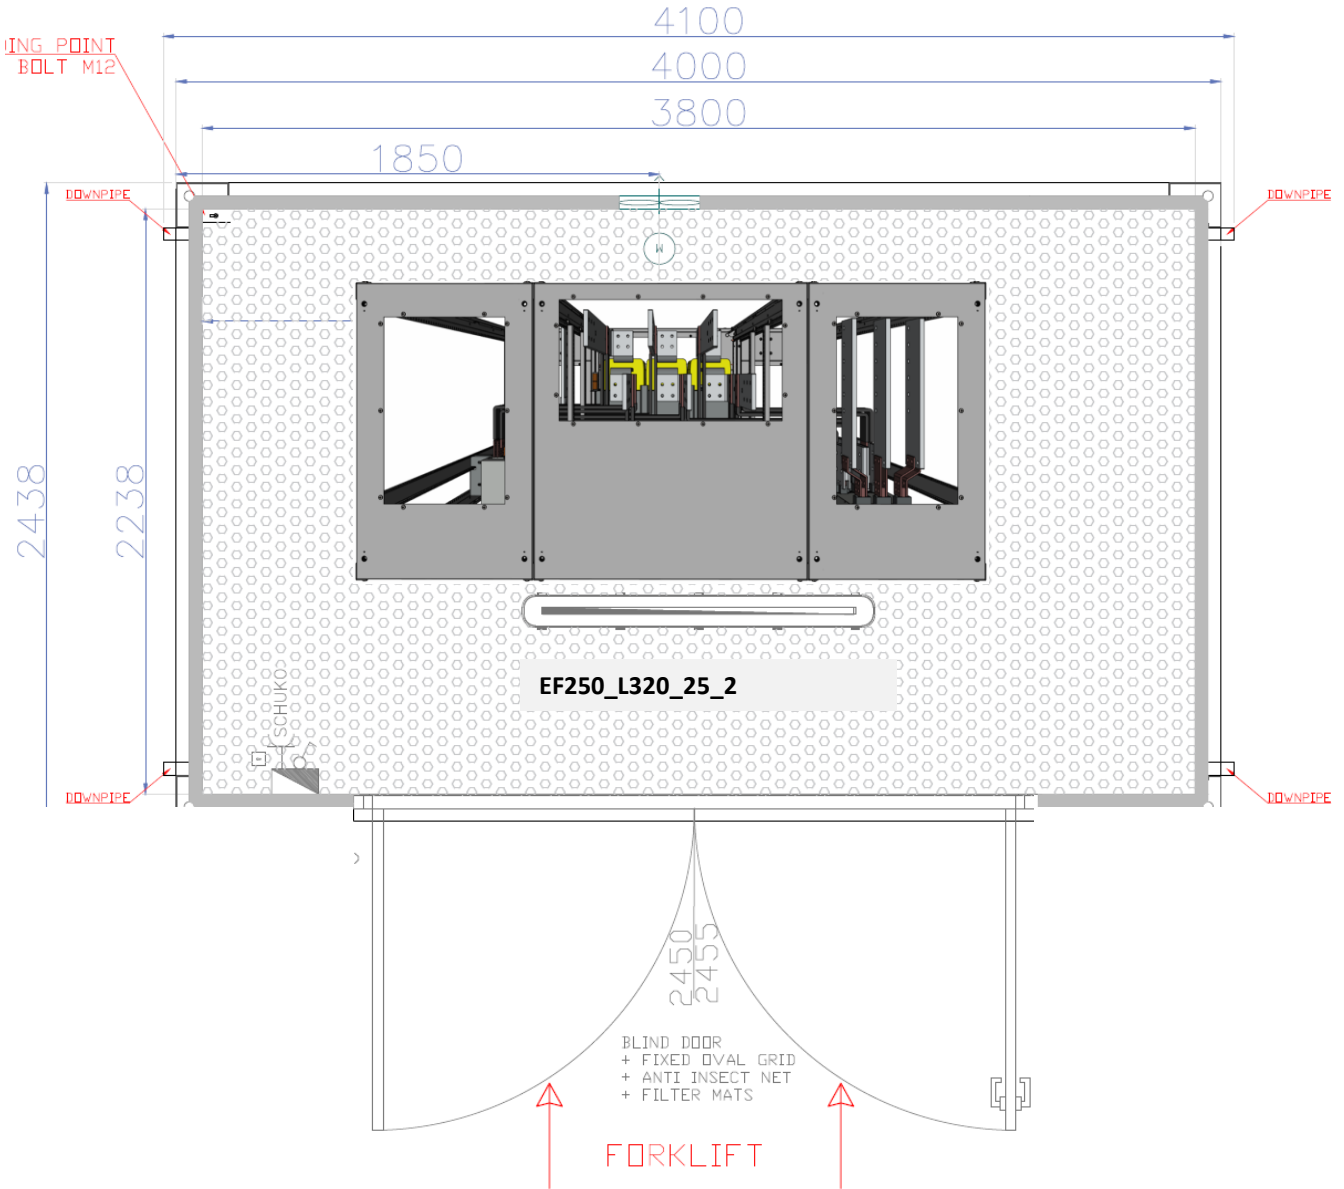 4100
ING POINT
BOLT M12
4000
3800
1850
DOWNPIPE
DOWNPIPE
M
2438
2238
EF250_L320_25_2
SCHUKO
DOWNPIPE
DOWNPIPE
2450
2455
BLIND DOOR
+ FIXED OVAL GRID
+ ANTI INSECT NET
+ FILTER MATS
FORKLIFT